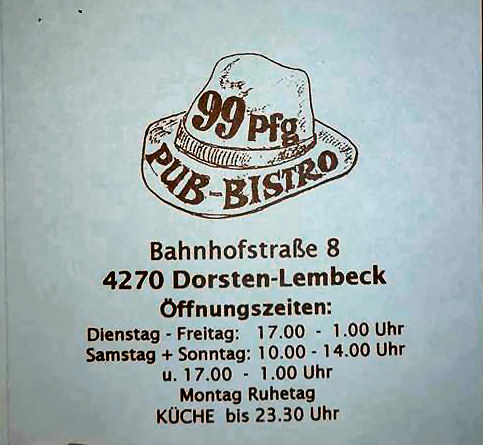 99 Pfg
PUB-BISTRO
Bahnhofstraße 8
4270 Dorsten-Lembeck
Öffnungszeiten:
Dienstag - Freitag: 17.00 - 1.00 Uhr
Samstag + Sonntag: 10.00 - 14.00 Uhr
u. 17.00 - 1.00 Uhr
Montag Ruhetag
KÜCHE bis 23.30 Uhr